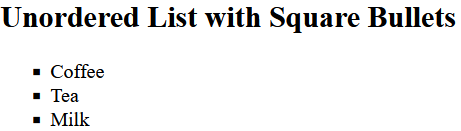 Unordered List with Square Bullets
▪ Coffee
▪ Tea
▪ Milk